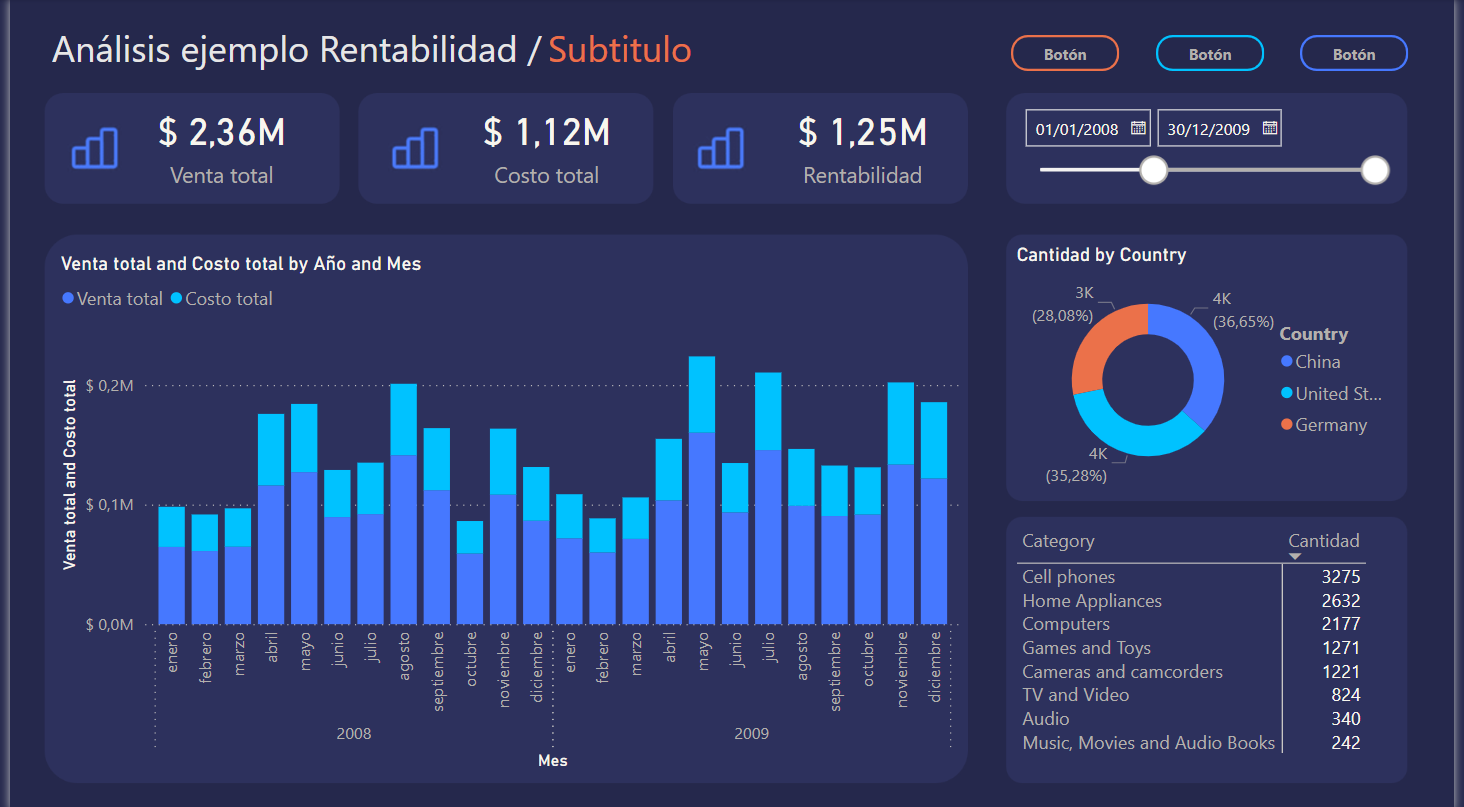 Análisis ejemplo Rentabilidad / Subtitulo
Botón
Botón
Botón
$ 2,36M
Venta total
$ 1,12M
Costo total
$ 1,25M
Rentabilidad
01/01/2008
30/12/2009
Venta total and Costo total by Año and Mes
Venta total
Costo total
Venta total and Costo total
$ 0,2M
$ 0,1M
$ 0,0M
enero
febrero
marzo
abril
mayo
junio
julio
agosto
septiembre
octubre
noviembre
diciembre
enero
febrero
marzo
abril
mayo
junio
julio
agosto
septiembre
octubre
noviembre
diciembre
2008
2009
Mes
Cantidad by Country
3K
(28,08%)
4K
(36,65%)
4K
(35,28%)
Country
China
United St...
Germany
Category Cantidad
Cell phones 3275
Home Appliances 2632
Computers 2177
Games and Toys 1271
Cameras and camcorders 1221
TV and Video 824
Audio 340
Music, Movies and Audio Books 242